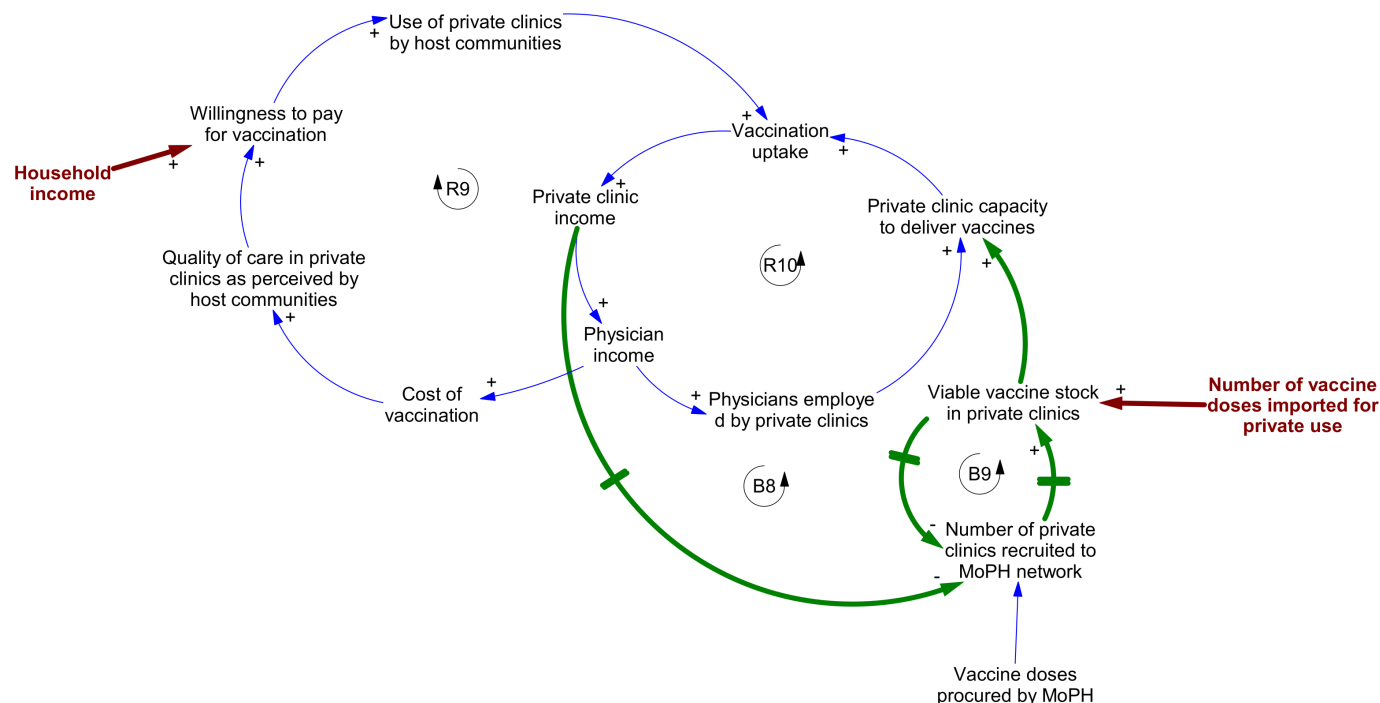 Use of private clinics
by host communities
+
Willingness to pay
for vaccination
+
Vaccination
uptake
+
+
Household
income
+
+
R9
Private clinic
income
+
Private clinic capacity
to deliver vaccines
R10
+
+
Quality of care in private
clinics as perceived by
host communities
+
+
Physician
income
+
Cost of
vaccination
+
Physicians employe
d by private clinics
Viable vaccine stock
in private clinics
+
Number of vaccine
doses imported for
private use
B8
B9
+
-
Number of private
clinics recruited to
MoPH network
-
Vaccine doses
procured by MoPH